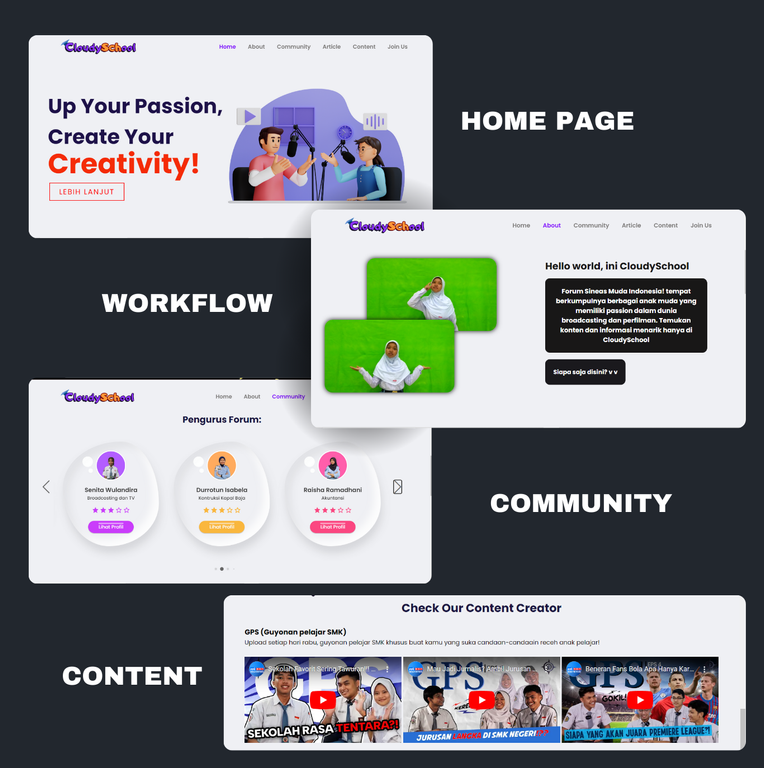 CloudySchool
Home About Community Article Content Join Us
Up Your Passion,
Create Your
Creativity!
LEBIH LANJUT
HOME PAGE
CloudySchool
Home About Community Article Content Join Us
Hello world, ini CloudySchool
Forum Sineas Muda Indonesia! tempat
berkumpulnya berbagai anak muda yang
memiliki passion dalam dunia
broadcasting dan perfilman. Temukan
konten dan informasi menarik hanya di
CloudySchool
Siapa saja disini? v v
WORKFLOW
CloudySchool
Home About Community
Pengurus Forum:
Senita Wulandira
Broadcasting dan TV
Lihat Profil
Durrotun Isabela
Kontruksi Kapal Baja
Lihat Profil
Raisha Ramadhani
Akuntansi
Lihat Profil
COMMUNITY
CONTENT
Check Our Content Creator
GPS (Guyonan pelajar SMK)
Upload setiap hari rabu, guyonan pelajar SMK khusus buat kamu yang suka candaan-candaain receh anak pelajar!
Sekolah Favorit Sering Tawuran!!
GPS
SEKOLAH RASA TENTARA?!
Mau Jadi Jurnalis? Jurusan
GPS
JURUSAN LANGKA DI SMK NEGERI
Beneran Fans Bola Apa Hanya Kar...
GPS
GOKIL!
SIAPA YANG AKAN JUARA PREMIERE LEAGUE?!